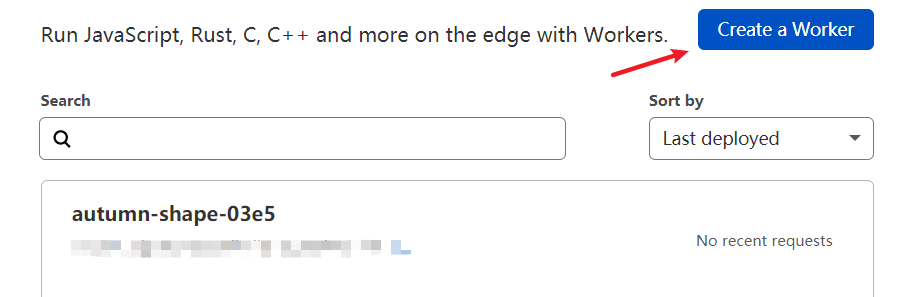 Run JavaScript, Rust, C, C++ and more on the edge with Workers.
Create a Worker
Search
Sort by
Last deployed
autumn-shape-03e5
No recent requests